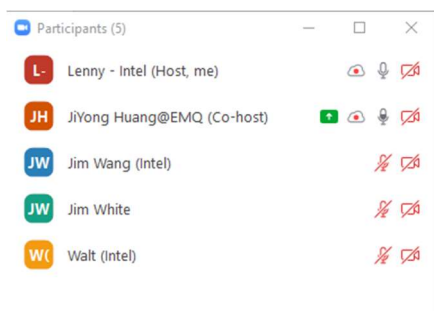 Participants (5)
L- Lenny - Intel (Host, me)
JH JiYong Huang@EMQ (Co-host)
JW Jim Wang (Intel)
JW Jim White
W( Walt (Intel)